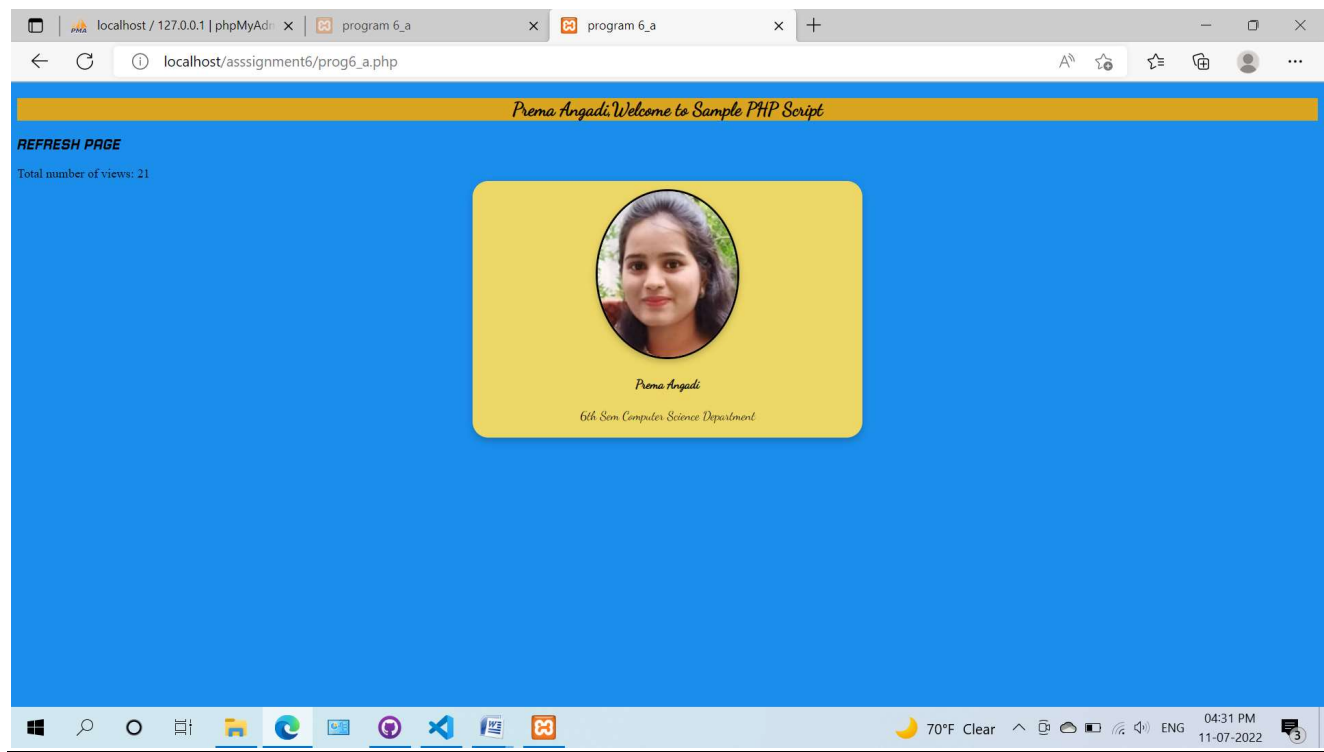 localhost / 127.0.0.1 | phpMyAdm
program 6_a
program 6_a
localhost/asssignment6/prog6_a.php
Prema Angadi,Welcome to Sample PHP Script
REFRESH PAGE
Total number of views: 21
Prema Angadi
6th Sem Computer Science Department
70°F Clear
ENG
04:31 PM
11-07-2022
3